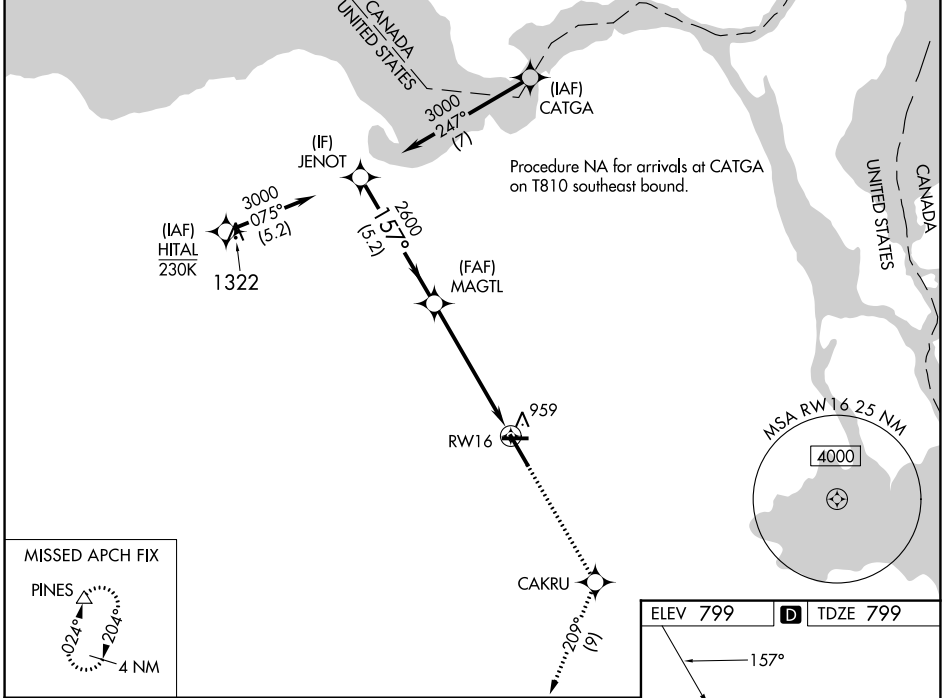 CANADA
UNITED STATES
(IAF)
CATGA
3000
247°
(7)
(IF)
JENOT
Procedure NA for arrivals at CATGA
on T810 southeast bound.
CANADA
UNITED STATES
3000
075°
(5.2)
(IAF)
HITAL
230K
1322
2600
157°
(5.2)
(FAF)
MAGTL
959
RW16
MSA RW16 25 NM
4000
MISSED APCH FIX
PINES
024°
204°
4 NM
CAKRU
209°
(9)
ELEV 799
D
TDZE 799
157°